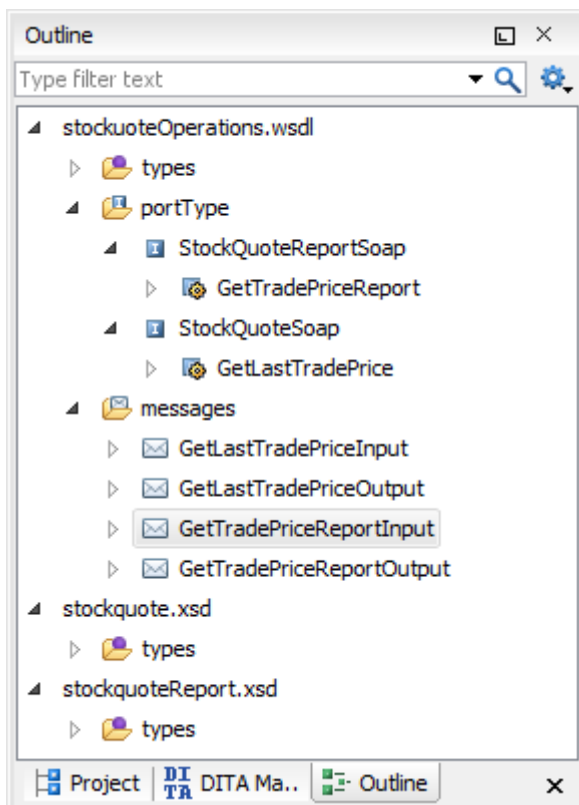 Outline
Type filter text
stockuoteOperations.wsdl
types
portType
StockQuoteReportSoap
GetTradePriceReport
StockQuoteSoap
GetLastTradePrice
messages
GetLastTradePriceInput
GetLastTradePriceOutput
GetTradePriceReportInput
GetTradePriceReportOutput
stockquote.xsd
types
stockquoteReport.xsd
types
Project DITA DITA Ma.. Outline